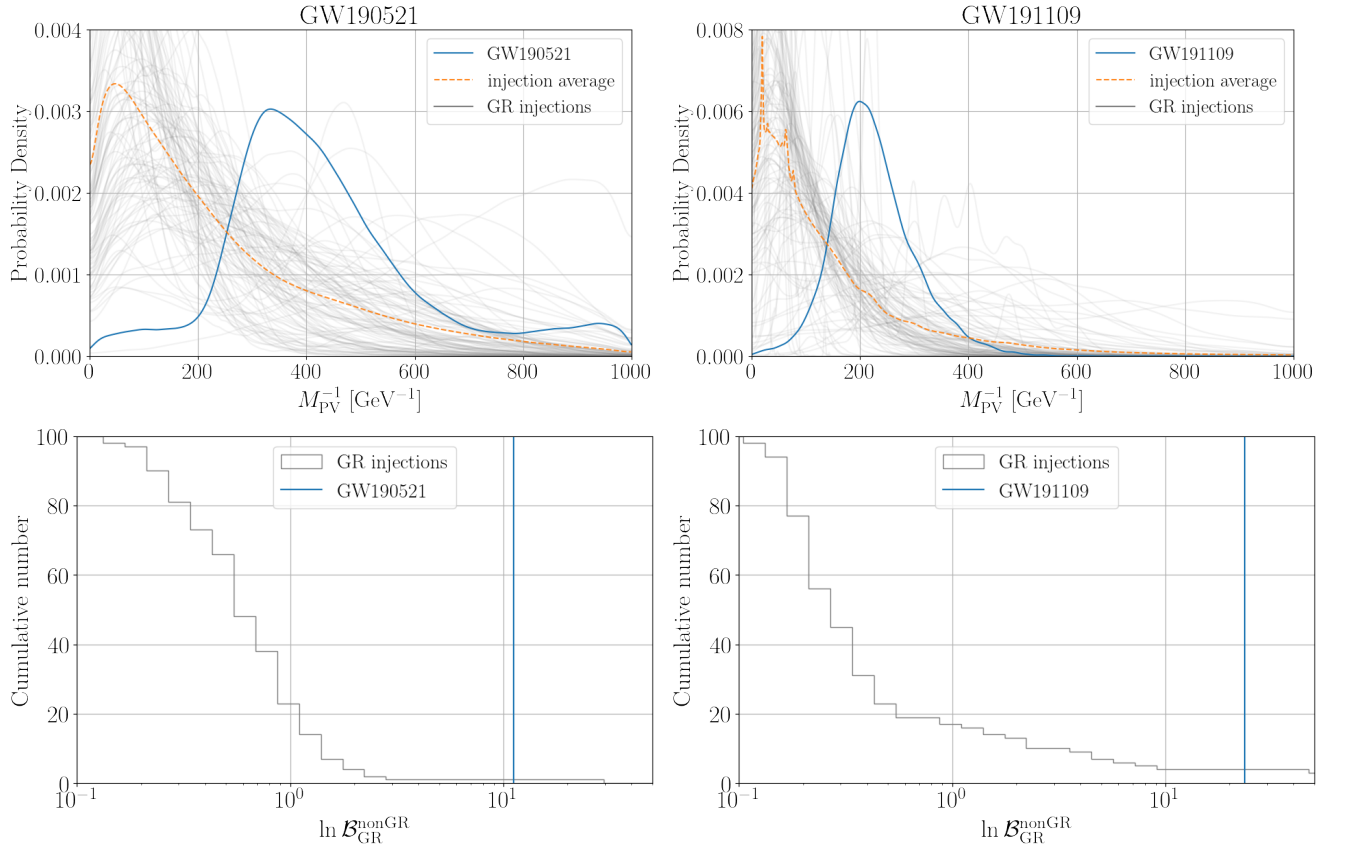 GW190521
GW190521
injection average
GR injections
Probability Density
0.004
0.003
0.002
0.001
0.000
0 200 400 600 800 1000
M_PV^{-1} [GeV^{-1}]
GW191109
GW191109
injection average
GR injections
Probability Density
0.008
0.006
0.004
0.002
0.000
0 200 400 600 800 1000
M_PV^{-1} [GeV^{-1}]
GR injections
GW190521
Cumulative number
100
80
60
40
20
0
10^{-1} 10^0 10^1
ln B_GR^nonGR
GR injections
GW191109
Cumulative number
100
80
60
40
20
0
10^{-1} 10^0 10^1
ln B_GR^nonGR